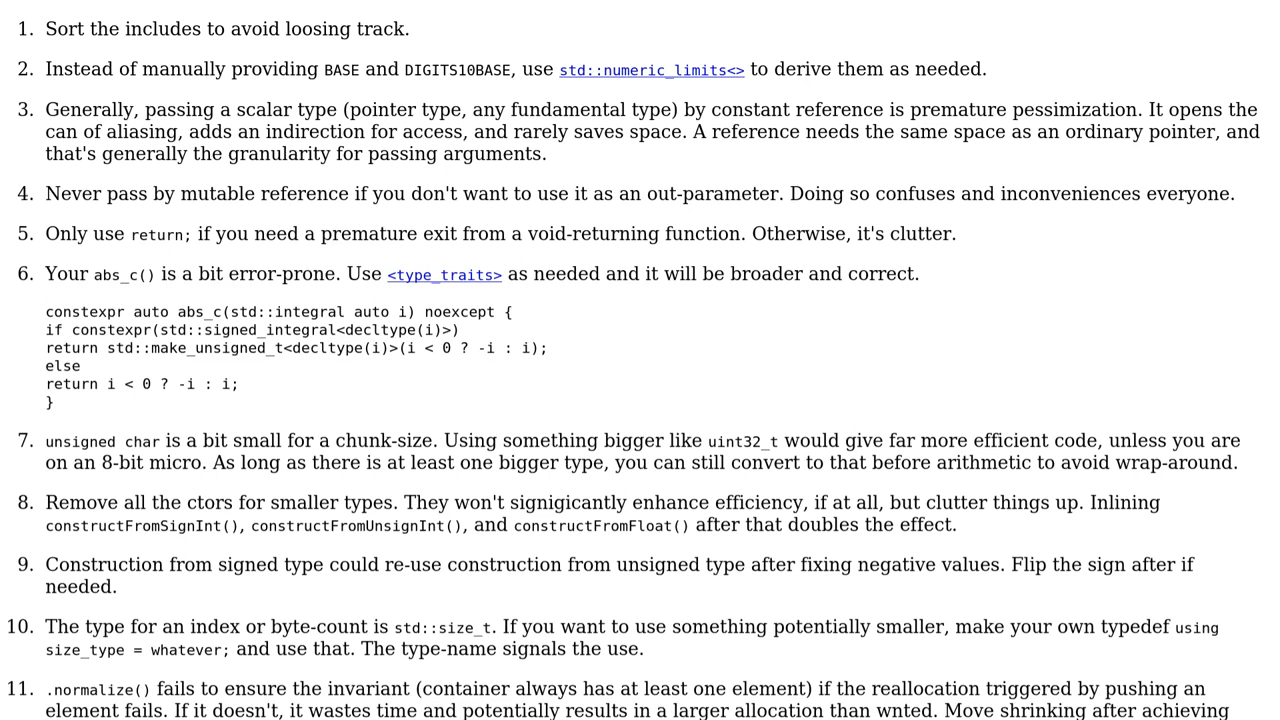 1. Sort the includes to avoid loosing track.
2. Instead of manually providing BASE and DIGITS10BASE, use std::numeric_limits<> to derive them as needed.
3. Generally, passing a scalar type (pointer type, any fundamental type) by constant reference is premature pessimization. It opens the
can of aliasing, adds an indirection for access, and rarely saves space. A reference needs the same space as an ordinary pointer, and
that's generally the granularity for passing arguments.
4. Never pass by mutable reference if you don't want to use it as an out-parameter. Doing so confuses and inconveniences everyone.
5. Only use return; if you need a premature exit from a void-returning function. Otherwise, it's clutter.
6. Your abs_c() is a bit error-prone. Use <type_traits> as needed and it will be broader and correct.
constexpr auto abs_c(std::integral auto i) noexcept {
if constexpr(std::signed_integral<decltype(i)>)
return std::make_unsigned_t<decltype(i)>(i < 0 ? -i : i);
else
return i < 0 ? -i : i;
}
7. unsigned char is a bit small for a chunk-size. Using something bigger like uint32_t would give far more efficient code, unless you are
on an 8-bit micro. As long as there is at least one bigger type, you can still convert to that before arithmetic to avoid wrap-around.
8. Remove all the ctors for smaller types. They won't signigicantly enhance efficiency, if at all, but clutter things up. Inlining
constructFromSignInt(), constructFromUnsignInt(), and constructFromFloat() after that doubles the effect.
9. Construction from signed type could re-use construction from unsigned type after fixing negative values. Flip the sign after if
needed.
10. The type for an index or byte-count is std::size_t. If you want to use something potentially smaller, make your own typedef using
size_type = whatever; and use that. The type-name signals the use.
11. .normalize() fails to ensure the invariant (container always has at least one element) if the reallocation triggered by pushing an
element fails. If it doesn't, it wastes time and potentially results in a larger allocation than wnted. Move shrinking after achieving